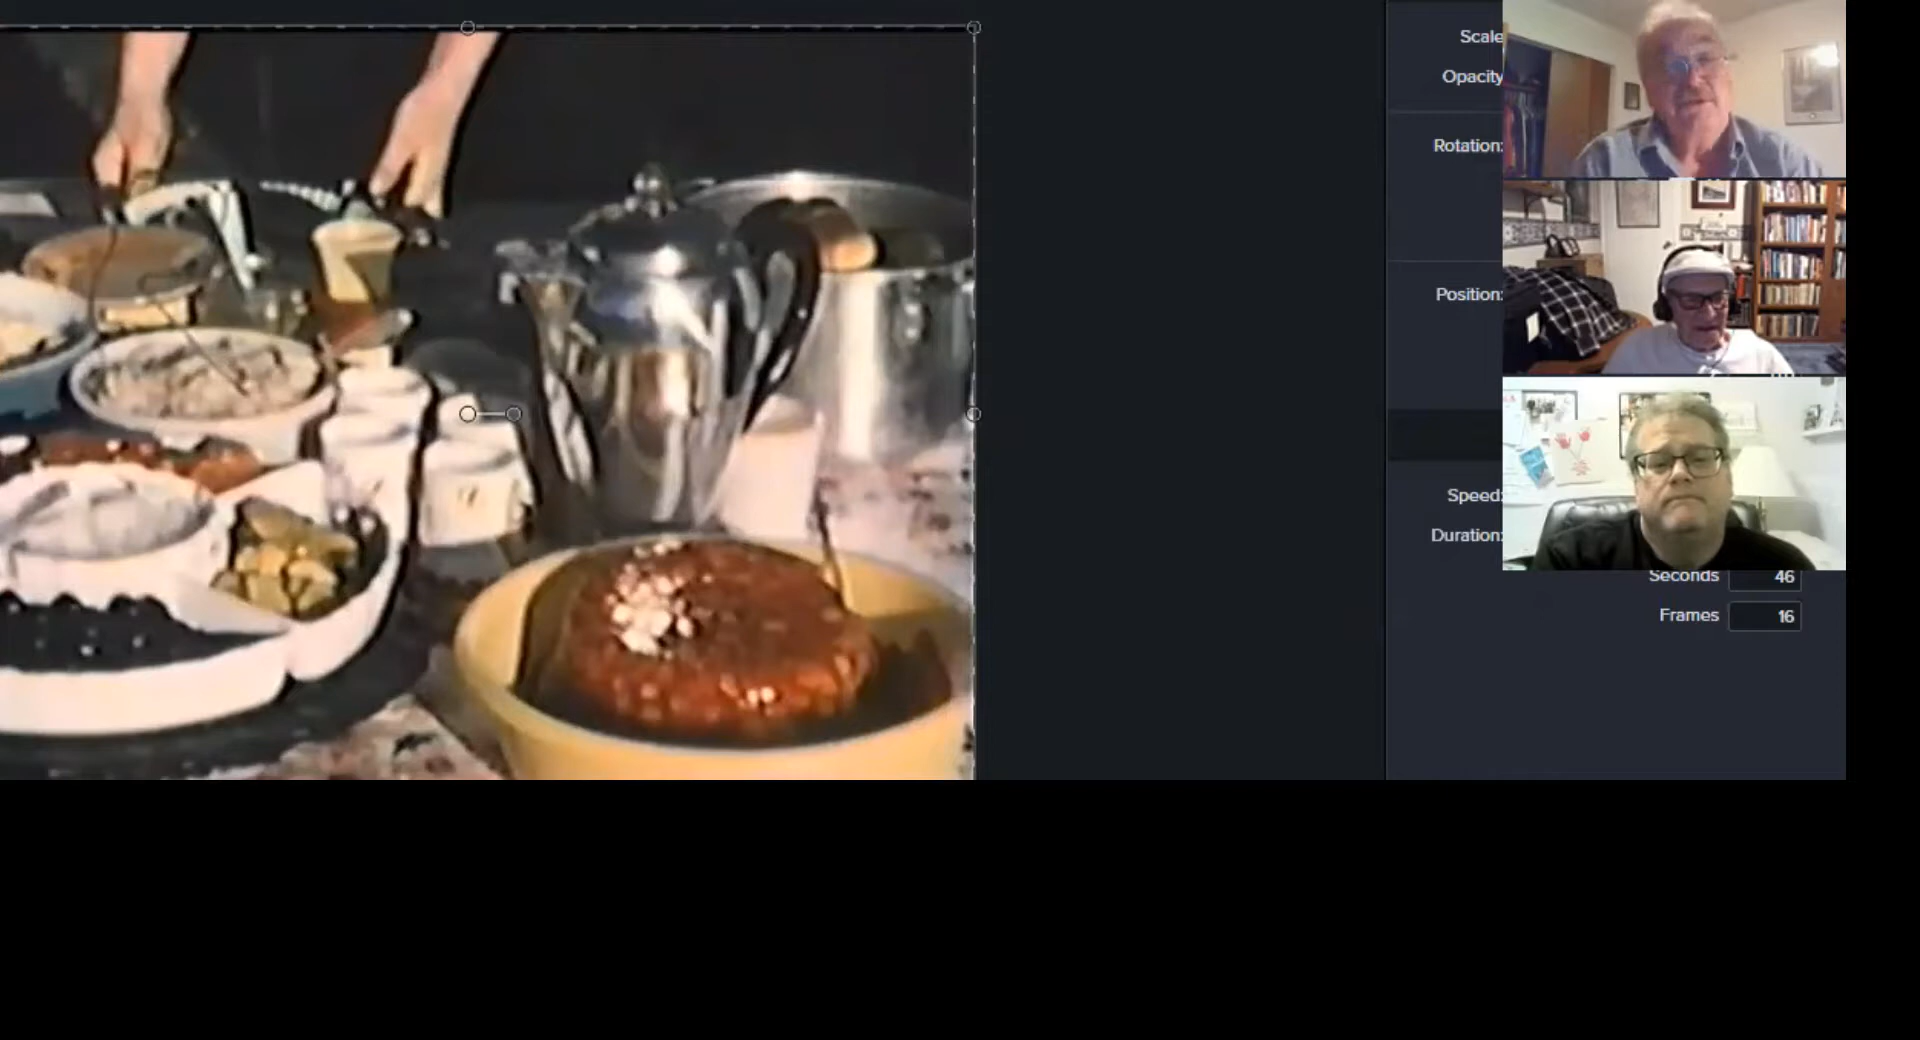 Scale
Opacity
Rotation:
Position:
Speed:
Duration:
Seconds 46
Frames 16